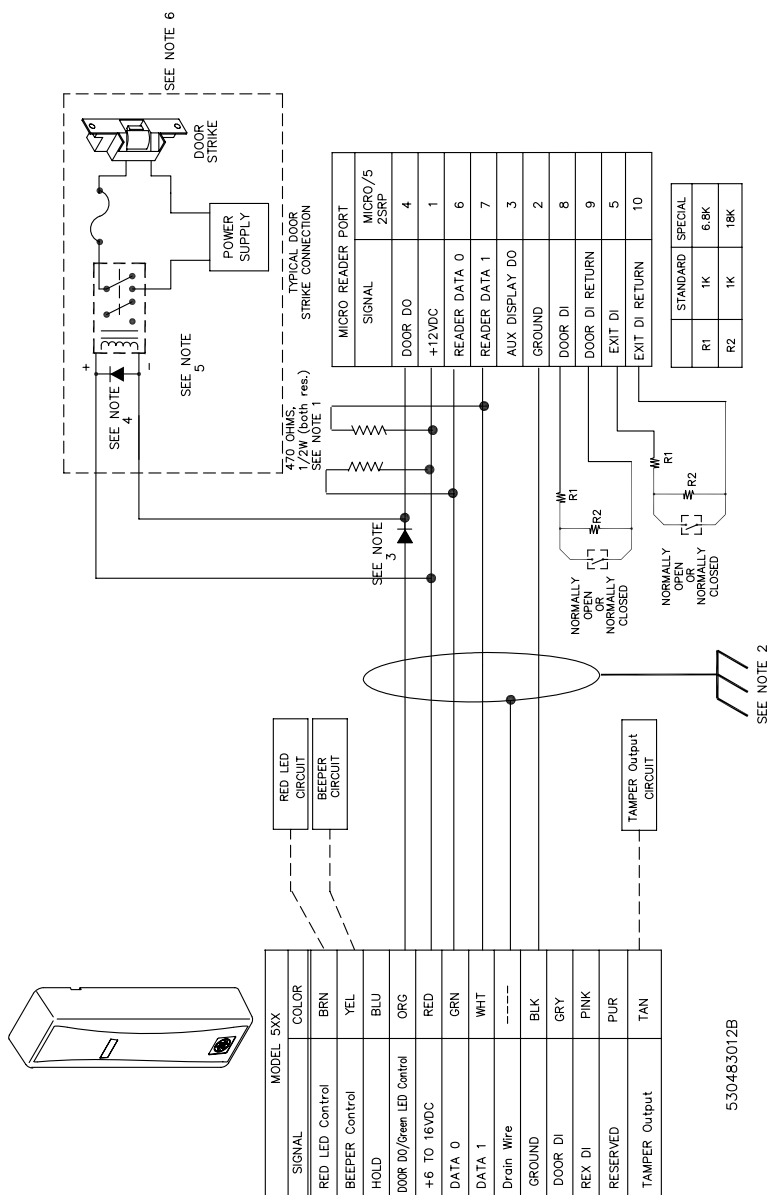 SEE NOTE 6
DOOR
STRIKE
POWER
SUPPLY
TYPICAL DOOR
STRIKE CONNECTION
+
-
SEE NOTE
4
SEE NOTE
5
470 OHMS,
1/2W (both res.)
SEE NOTE 1
SEE NOTE
3
MICRO READER PORT
SIGNAL
MICRO/5
2SRP
DOOR DO 4
+12VDC 1
READER DATA 0 6
READER DATA 1 7
AUX DISPLAY DO 3
GROUND 2
DOOR DI 8
DOOR DI RETURN 9
EXIT DI 5
EXIT DI RETURN 10
STANDARD SPECIAL
R1 1K 6.8K
R2 1K 18K
R1
R2
NORMALLY
OPEN
OR
NORMALLY
CLOSED
R1
R2
NORMALLY
OPEN
OR
NORMALLY
CLOSED
SEE NOTE 2
RED LED
CIRCUIT
BEEPER
CIRCUIT
TAMPER Output
CIRCUIT
MODEL 5XX
SIGNAL COLOR
RED LED Control BRN
BEEPER Control YEL
HOLD BLU
DOOR DO/Green LED Control ORG
+6 TO 16VDC RED
DATA 0 GRN
DATA 1 WHT
Drain Wire ----
GROUND BLK
DOOR DI GRY
REX DI PINK
RESERVED PUR
TAMPER Output TAN
530483012B